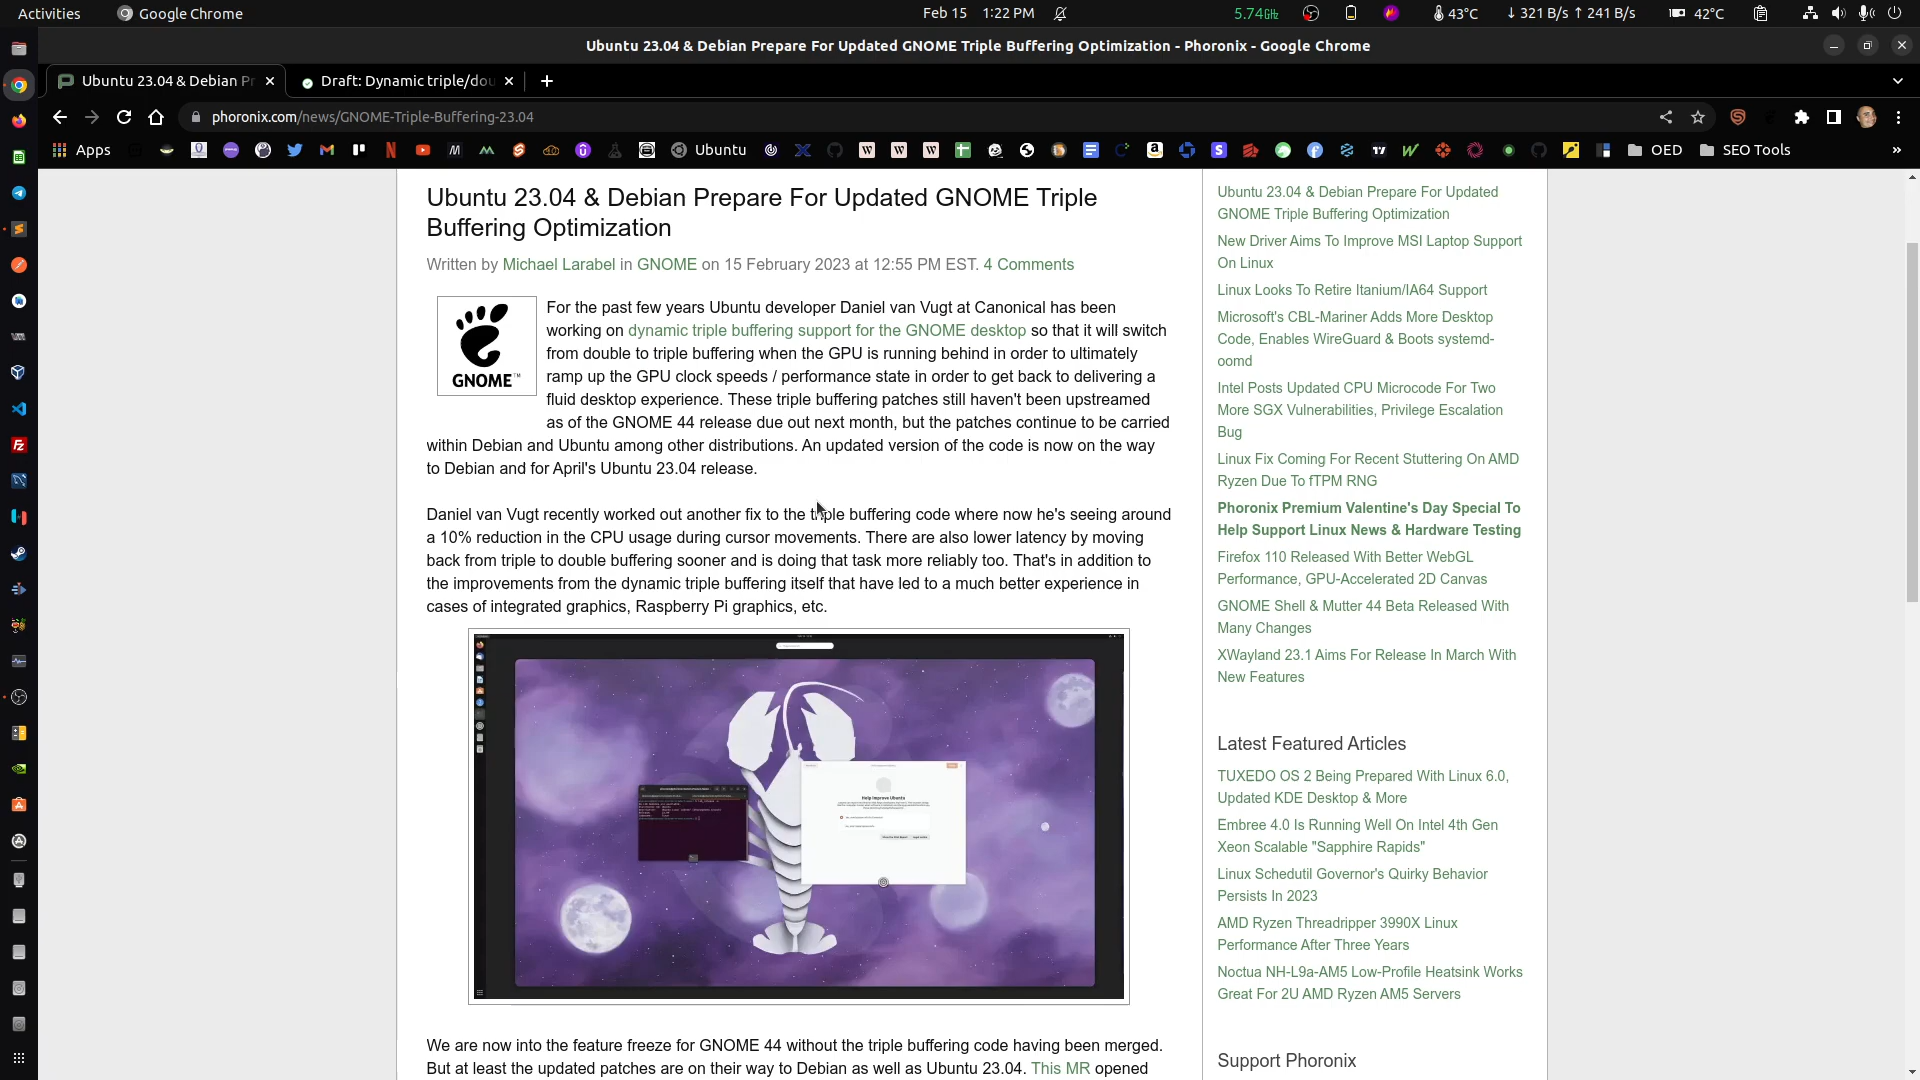 Activities
Google Chrome
Feb 15 1:22 PM
5.74GHz
43°C
↓ 321 B/s ↑ 241 B/s
42°C
Ubuntu 23.04 & Debian Prepare For Updated GNOME Triple Buffering Optimization - Phoronix - Google Chrome
Ubuntu 23.04 & Debian Pr
Draft: Dynamic triple/dou
phoronix.com/news/GNOME-Triple-Buffering-23.04
Apps
Ubuntu
OED
SEO Tools
»
Ubuntu 23.04 & Debian Prepare For Updated GNOME Triple
Buffering Optimization
Written by Michael Larabel in GNOME on 15 February 2023 at 12:55 PM EST. 4 Comments
GNOME™
For the past few years Ubuntu developer Daniel van Vugt at Canonical has been
working on dynamic triple buffering support for the GNOME desktop so that it will switch
from double to triple buffering when the GPU is running behind in order to ultimately
ramp up the GPU clock speeds / performance state in order to get back to delivering a
fluid desktop experience. These triple buffering patches still haven't been upstreamed
as of the GNOME 44 release due out next month, but the patches continue to be carried
within Debian and Ubuntu among other distributions. An updated version of the code is now on the way
to Debian and for April's Ubuntu 23.04 release.
Daniel van Vugt recently worked out another fix to the triple buffering code where now he's seeing around
a 10% reduction in the CPU usage during cursor movements. There are also lower latency by moving
back from triple to double buffering sooner and is doing that task more reliably too. That's in addition to
the improvements from the dynamic triple buffering itself that have led to a much better experience in
cases of integrated graphics, Raspberry Pi graphics, etc.
Help Improve Ubuntu
We are now into the feature freeze for GNOME 44 without the triple buffering code having been merged.
But at least the updated patches are on their way to Debian as well as Ubuntu 23.04. This MR opened
Ubuntu 23.04 & Debian Prepare For Updated
GNOME Triple Buffering Optimization
New Driver Aims To Improve MSI Laptop Support
On Linux
Linux Looks To Retire Itanium/IA64 Support
Microsoft's CBL-Mariner Adds More Desktop
Code, Enables WireGuard & Boots systemd-
oomd
Intel Posts Updated CPU Microcode For Two
More SGX Vulnerabilities, Privilege Escalation
Bug
Linux Fix Coming For Recent Stuttering On AMD
Ryzen Due To fTPM RNG
Phoronix Premium Valentine's Day Special To
Help Support Linux News & Hardware Testing
Firefox 110 Released With Better WebGL
Performance, GPU-Accelerated 2D Canvas
GNOME Shell & Mutter 44 Beta Released With
Many Changes
XWayland 23.1 Aims For Release In March With
New Features
Latest Featured Articles
TUXEDO OS 2 Being Prepared With Linux 6.0,
Updated KDE Desktop & More
Embree 4.0 Is Running Well On Intel 4th Gen
Xeon Scalable "Sapphire Rapids"
Linux Schedutil Governor's Quirky Behavior
Persists In 2023
AMD Ryzen Threadripper 3990X Linux
Performance After Three Years
Noctua NH-L9a-AM5 Low-Profile Heatsink Works
Great For 2U AMD Ryzen AM5 Servers
Support Phoronix